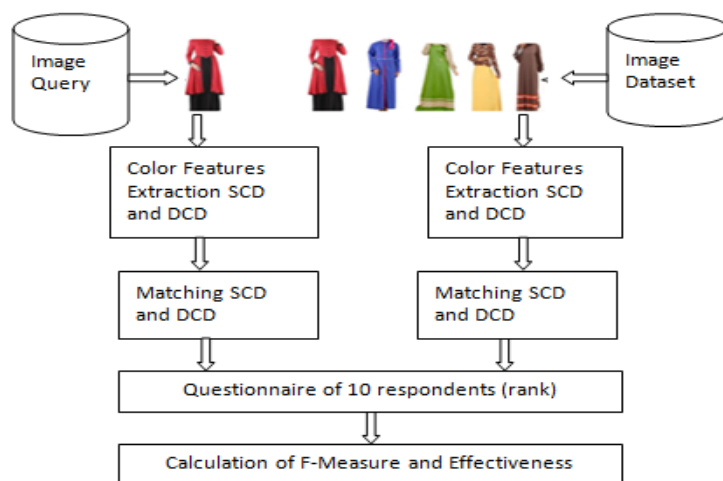 Image
Query
Image
Dataset
Color Features
Extraction SCD
and DCD
Color Features
Extraction SCD
and DCD
Matching SCD
and DCD
Matching SCD
and DCD
Questionnaire of 10 respondents (rank)
Calculation of F-Measure and Effectiveness